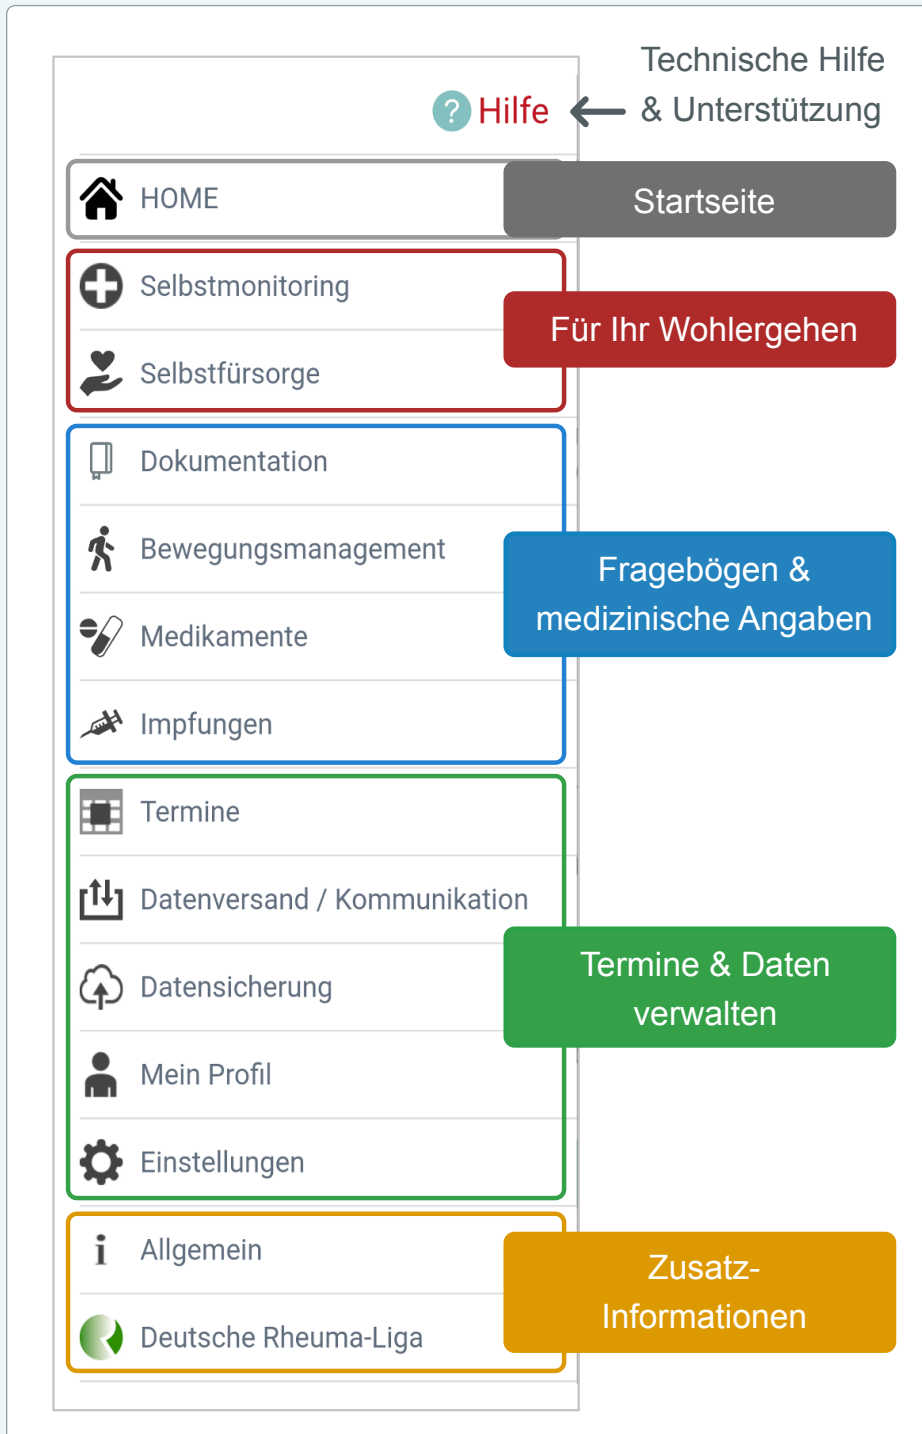 Technische Hilfe
& Unterstützung
? Hilfe
HOME
Startseite
Selbstmonitoring
Für Ihr Wohlergehen
Selbstfürsorge
Dokumentation
Bewegungsmanagement
Fragebögen &
medizinische Angaben
Medikamente
Impfungen
Termine
Datenversand / Kommunikation
Termine & Daten
verwalten
Datensicherung
Mein Profil
Einstellungen
Allgemein
Zusatz-
Informationen
Deutsche Rheuma-Liga